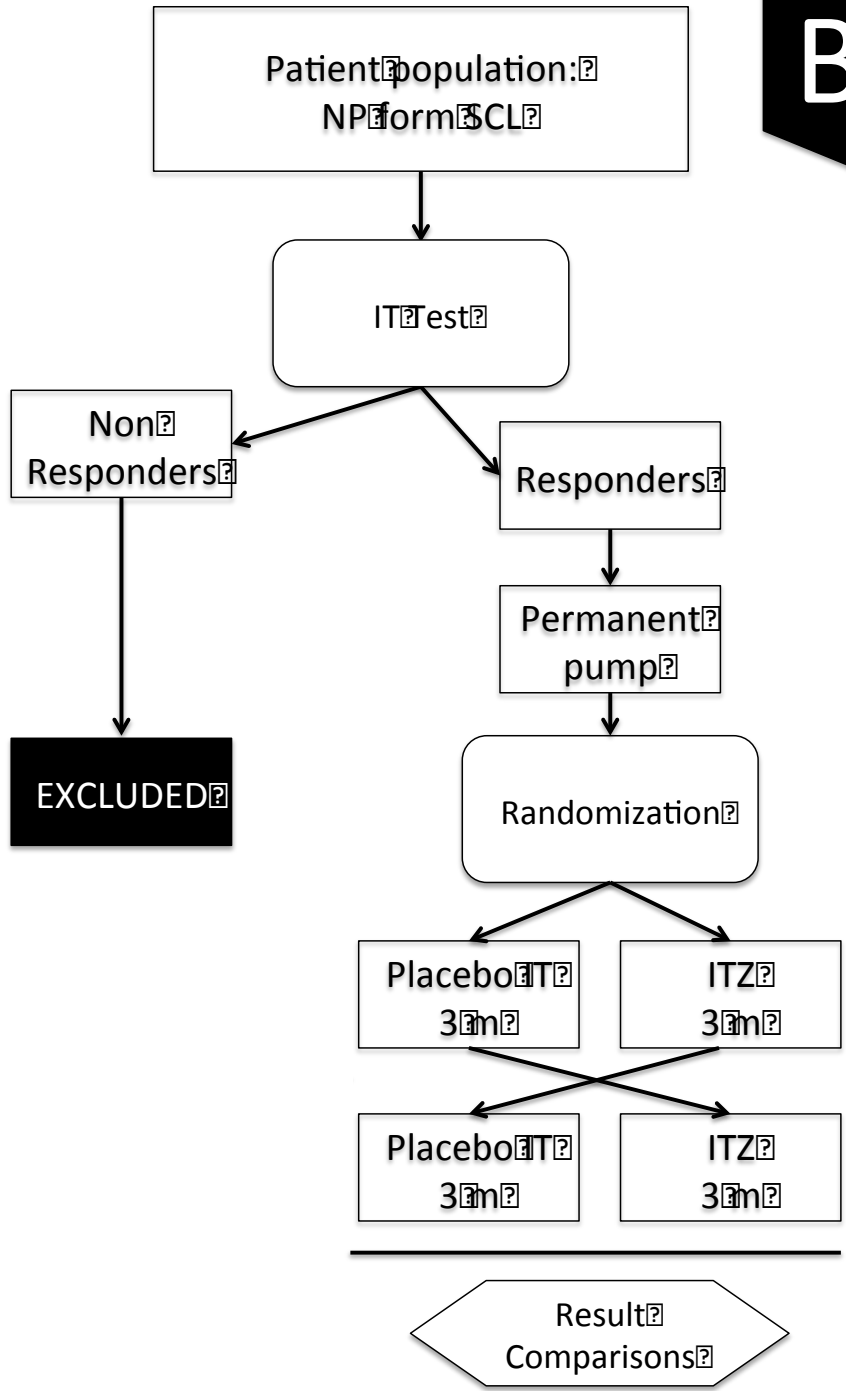 B
Patient population:
NP form SCL
IT Test
Non
Responders
Responders
Permanent
pump
EXCLUDED
Randomization
Placebo IT
3 m
ITZ
3 m
Placebo IT
3 m
ITZ
3 m
Result
Comparisons